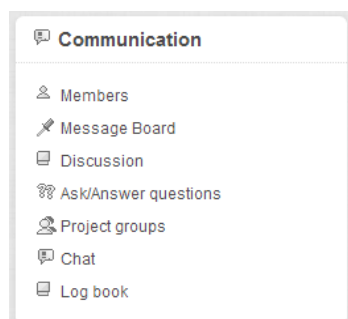 Communication
Members
Message Board
Discussion
Ask/Answer questions
Project groups
Chat
Log book